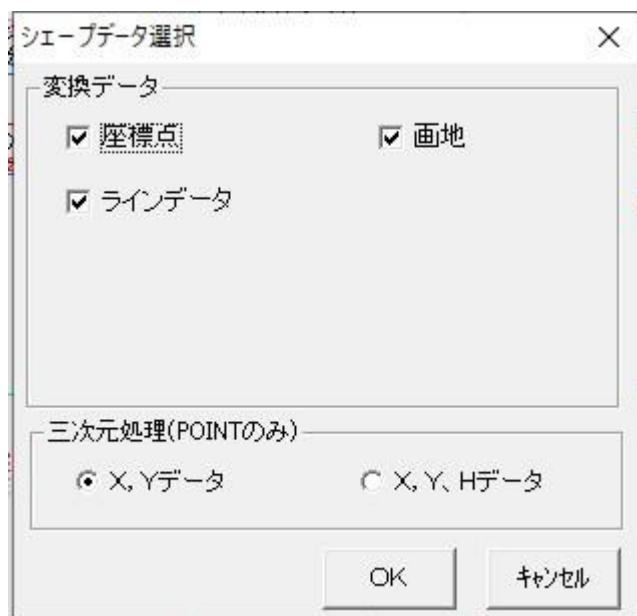 シェープデータ選択
変換データ
座標点
画地
ラインデータ
三次元処理(POINTのみ)
X, Yデータ
X, Y、Hデータ
OK
ｷｬﾝｾﾙ